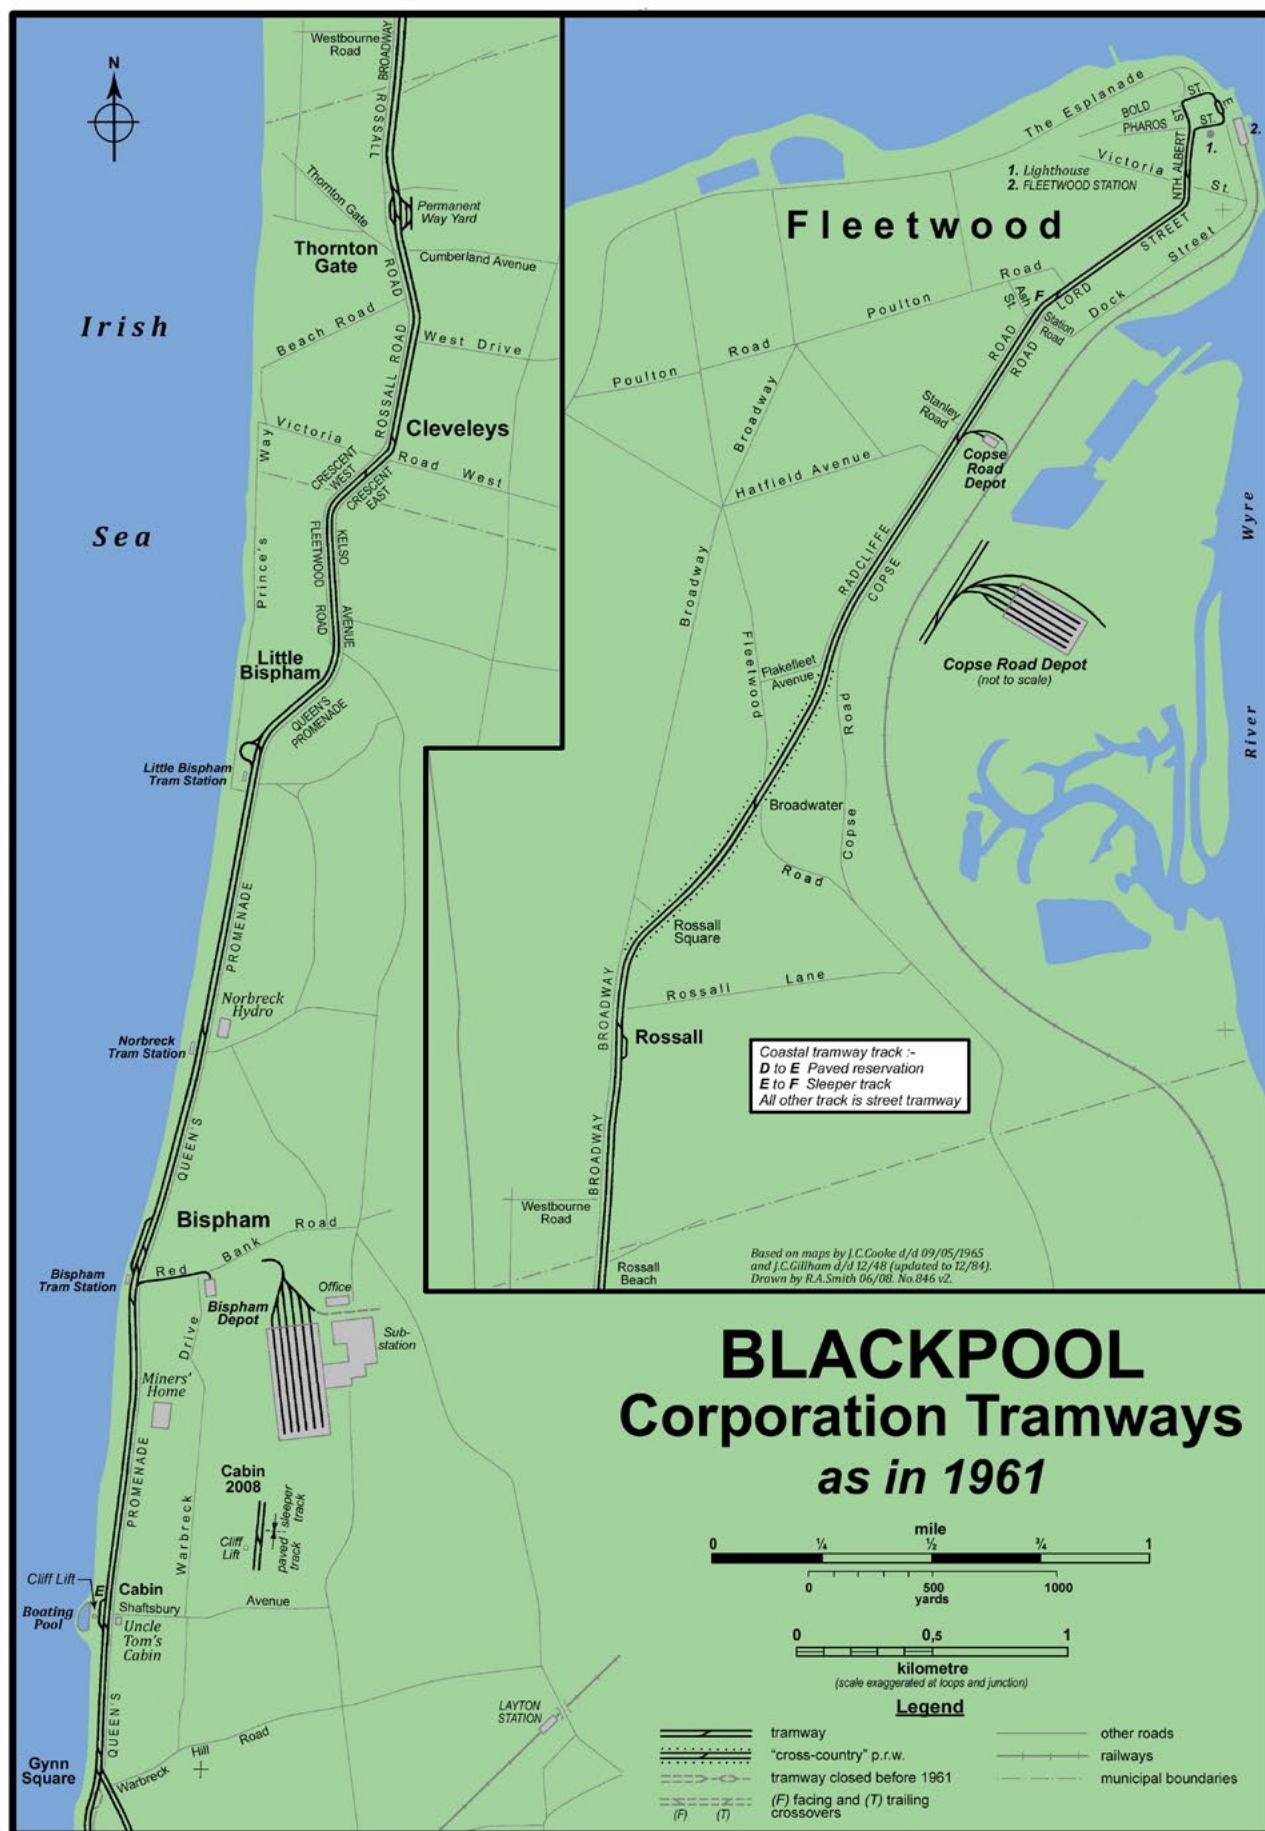 Westbourne
Road
BROADWAY
ROSSALL
N
Thornton Gate
Permanent
Way Yard
Thornton
Gate
ROAD
Cumberland Avenue
Irish
Beach Road
West Drive
ROSSALL ROAD
Cleveleys
Victoria
Road West
Way
CRESCENT
WEST
CRESCENT
EAST
Sea
Prince's
FLEETWOOD
ROAD
KELSO
AVENUE
Little
Bispham
QUEEN'S
PROMENADE
Little Bispham
Tram Station
PROMENADE
Norbreck
Hydro
Norbreck
Tram Station
QUEEN'S
Bispham
Red Bank Road
Bispham
Tram Station
Bispham
Depot
Office
Sub-
station
Drive
Miners'
Home
PROMENADE
Warbreck
Cabin
2008
Cliff
Lift
paved
track
sleeper
track
Cliff Lift
E
Cabin
Boating
Pool
Shaftsbury Avenue
Uncle
Tom's
Cabin
QUEEN'S
LAYTON
STATION
Gynn
Square
Warbreck Hill Road
The Esplanade
BOLD ST.
PHAROS ST.
E
1.
2.
Victoria St.
1. Lighthouse
2. FLEETWOOD STATION
NTH. ALBERT ST.
Fleetwood
LORD STREET
Dock Street
Poulton Road
Ash
St.
F
Station
Road
Poulton Road
ROAD
ROAD
Stanley
Road
Broadway
Copse
Road
Depot
Hatfield Avenue
Wyre
RADCLIFFE
COPSE
Broadway
Fleetwood
Flakefleet
Avenue
Copse Road Depot
(not to scale)
Road
River
Broadwater
Copse
Road
Rossall
Square
BROADWAY
Rossall Lane
Rossall
Coastal tramway track :-
D to E Paved reservation
E to F Sleeper track
All other track is street tramway
BROADWAY
Westbourne
Road
Rossall
Beach
Based on maps by J.C.Cooke d/d 09/05/1965
and J.C.Gillham d/d 12/48 (updated to 12/84).
Drawn by R.A.Smith 06/08. No.846 v2.
BLACKPOOL
Corporation Tramways
as in 1961
mile
0 ¼ ½ ¾ 1
0 500 1000
yards
0 0,5 1
kilometre
(scale exaggerated at loops and junction)
Legend
tramway
"cross-country" p.r.w.
tramway closed before 1961
(F) facing and (T) trailing
crossovers
(F) (T)
other roads
railways
municipal boundaries